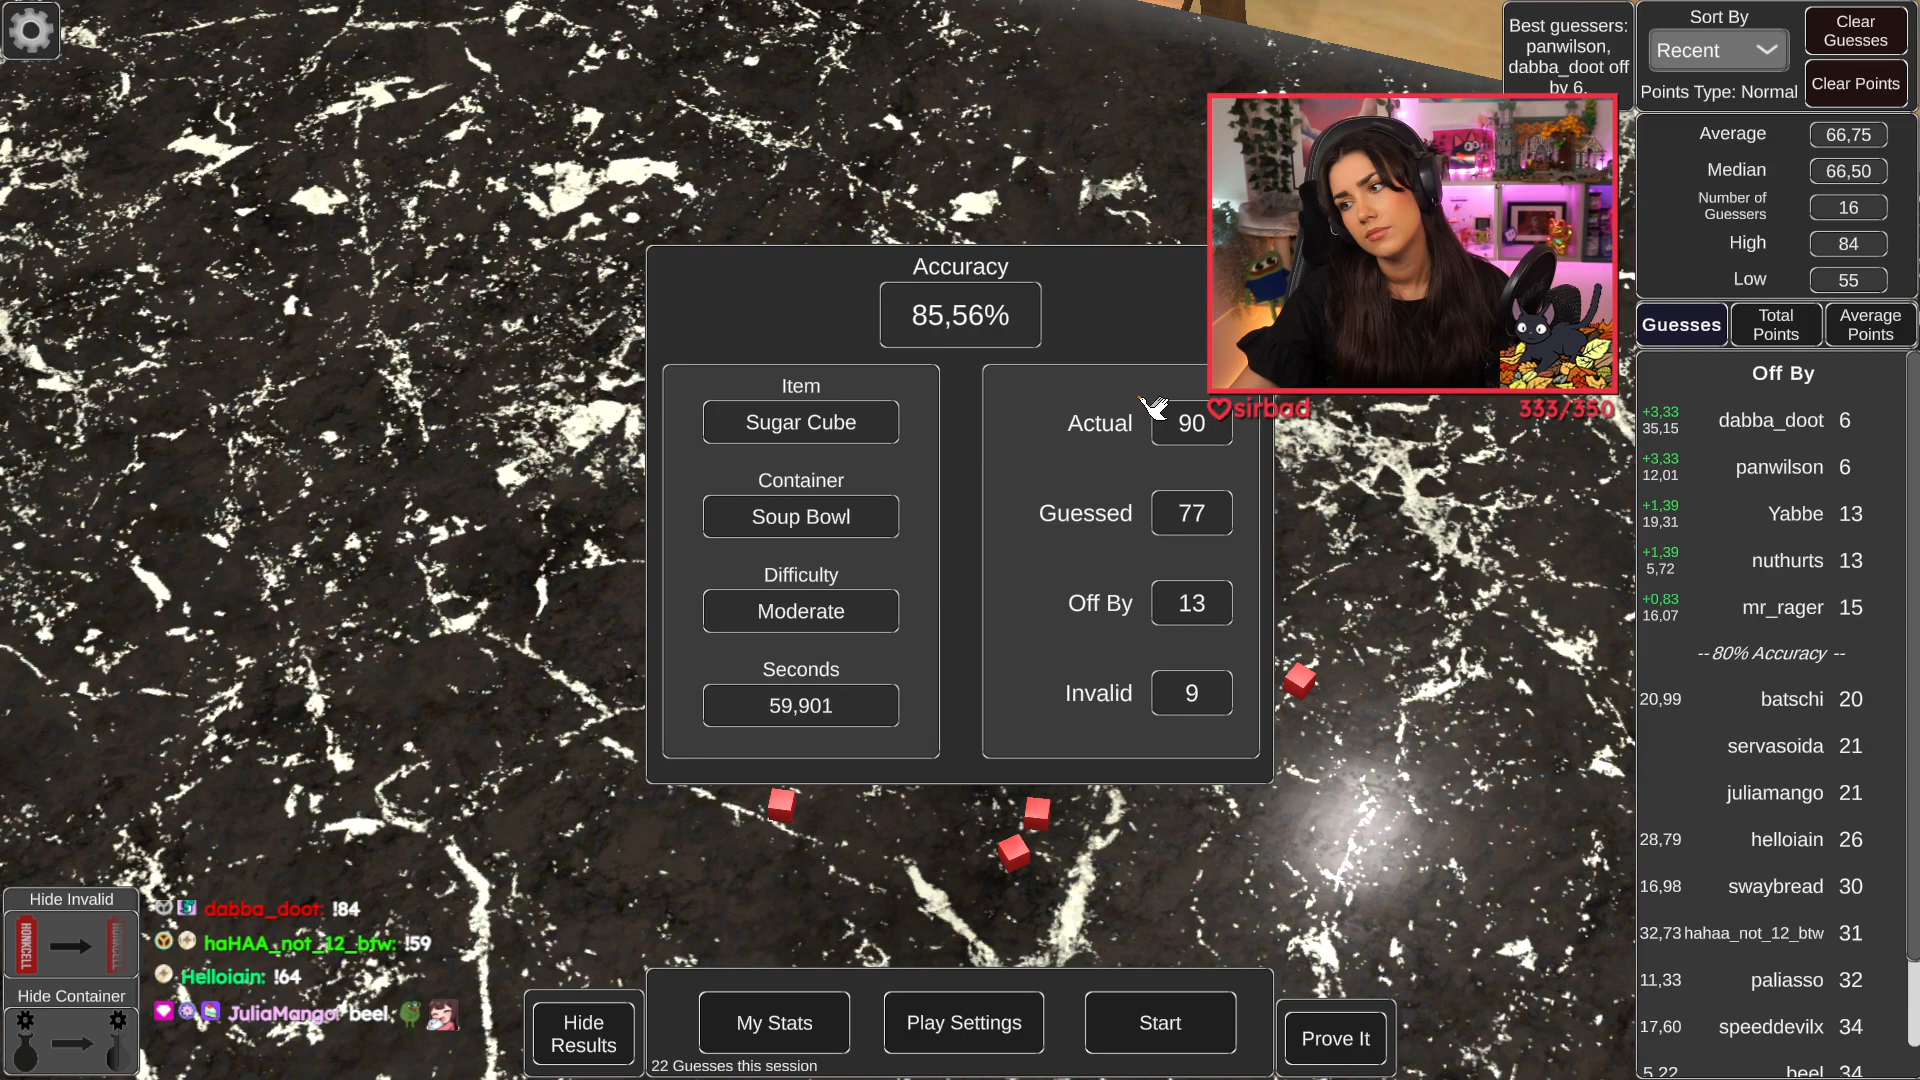 Best guessers:
panwilson,
dabba_doot off
by 6.
Sort By
Recent
Clear
Guesses
Points Type: Normal
Clear Points
Average
66,75
Median
66,50
Number of
Guessers
16
High
84
Low
55
Guesses
Total
Points
Average
Points
Off By
+3,33
35,15
dabba_doot 6
+3,33
12,01
panwilson 6
+1,39
19,31
Yabbe 13
+1,39
5,72
nuthurts 13
+0,83
16,07
mr_rager 15
-- 80% Accuracy --
20,99 batschi 20
servasoida 21
juliamango 21
28,79 helloiain 26
16,98 swaybread 30
32,73 hahaa_not_12_btw 31
11,33 paliasso 32
17,60 speeddevilx 34
5,22 beel 34
sirbad 333/350
Accuracy
85,56%
Item
Sugar Cube
Container
Soup Bowl
Difficulty
Moderate
Seconds
59,901
Actual 90
Guessed 77
Off By 13
Invalid 9
Hide Invalid
HONKCELL
HONKCELL
Hide Container
dabba_doot: !84
haHAA_not_12_btw: !59
Helloiain: !64
JuliaMango: beel
Hide
Results
My Stats
Play Settings
Start
Prove It
22 Guesses this session